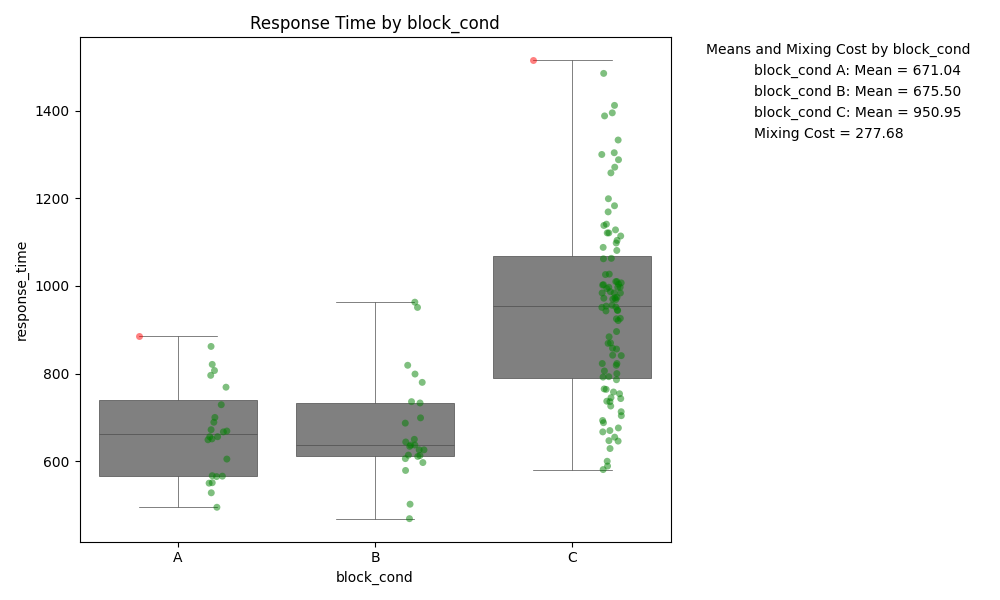 Response Time by block_cond
Means and Mixing Cost by block_cond
block_cond A: Mean = 671.04
block_cond B: Mean = 675.50
block_cond C: Mean = 950.95
Mixing Cost = 277.68
response_time
1400
1200
1000
800
600
A
B
C
block_cond